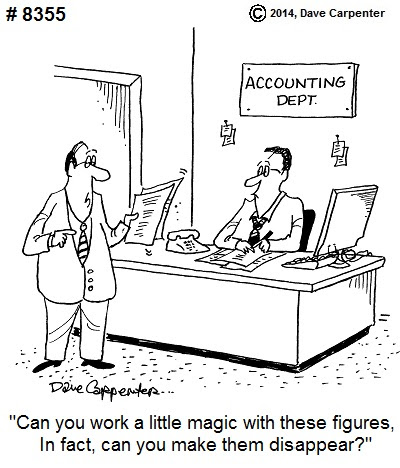 # 8355
© 2014, Dave Carpenter
ACCOUNTING
DEPT.
Dave Carpenter...
"Can you work a little magic with these figures,
In fact, can you make them disappear?"